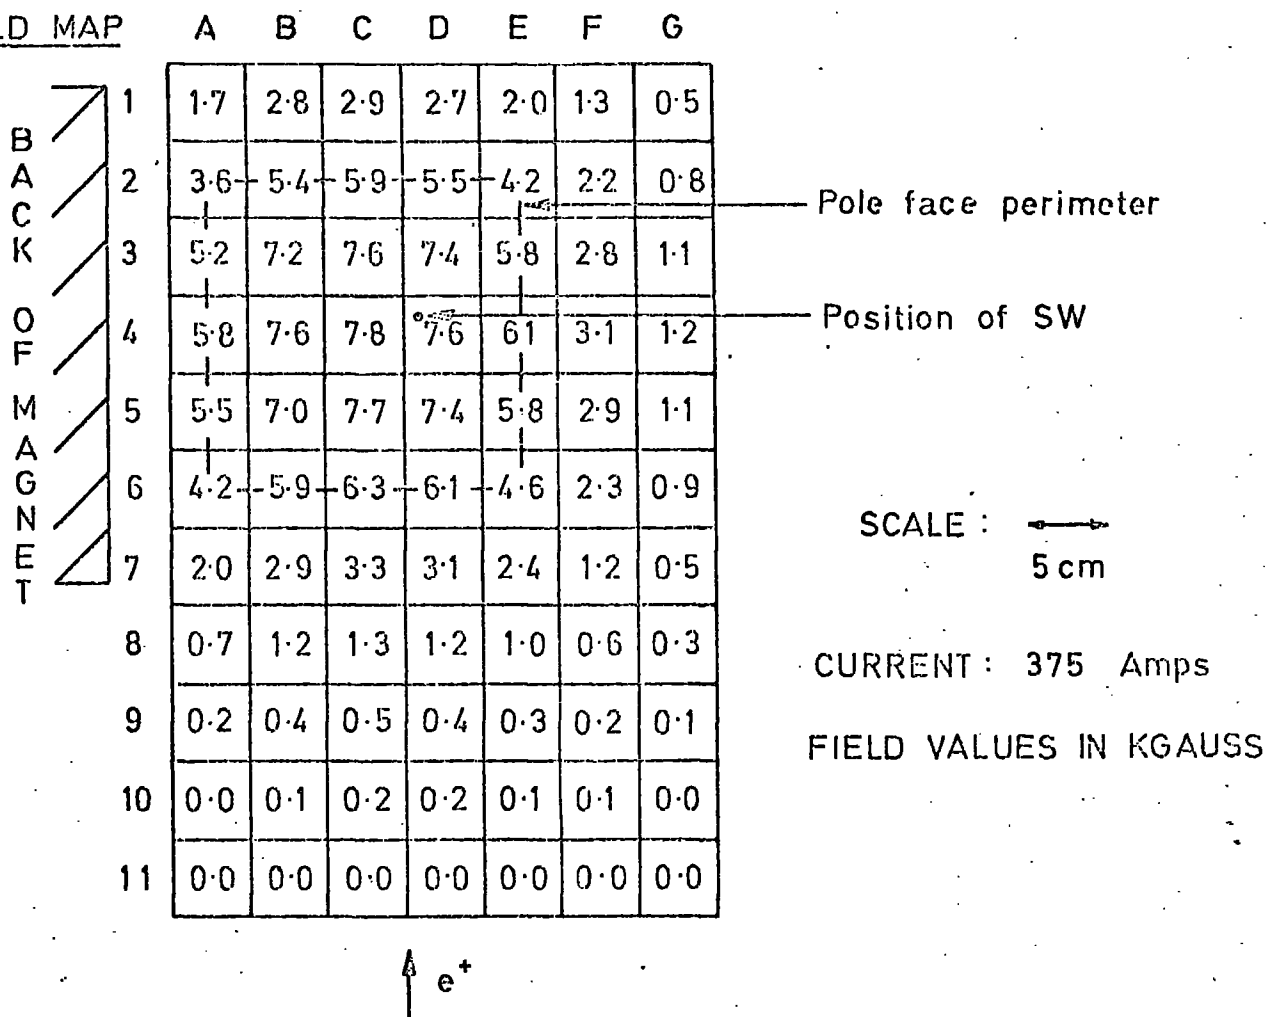 LD MAP
A B C D E F G
BACK OF MAGNET
1 1·7 2·8 2·9 2·7 2·0 1·3 0·5
2 3·6 5·4 5·9 5·5 4·2 2·2 0·8
Pole face perimeter
3 5·2 7·2 7·6 7·4 5·8 2·8 1·1
4 5·8 7·6 7·8 7·6 61 3·1 1·2
Position of SW
5 5·5 7·0 7·7 7·4 5·8 2·9 1·1
6 4·2 5·9 6·3 6·1 4·6 2·3 0·9
SCALE :
5 cm
7 2·0 2·9 3·3 3·1 2·4 1·2 0·5
8 0·7 1·2 1·3 1·2 1·0 0·6 0·3
CURRENT : 375 Amps
9 0·2 0·4 0·5 0·4 0·3 0·2 0·1
FIELD VALUES IN KGAUSS
10 0·0 0·1 0·2 0·2 0·1 0·1 0·0
11 0·0 0·0 0·0 0·0 0·0 0·0 0·0
e+